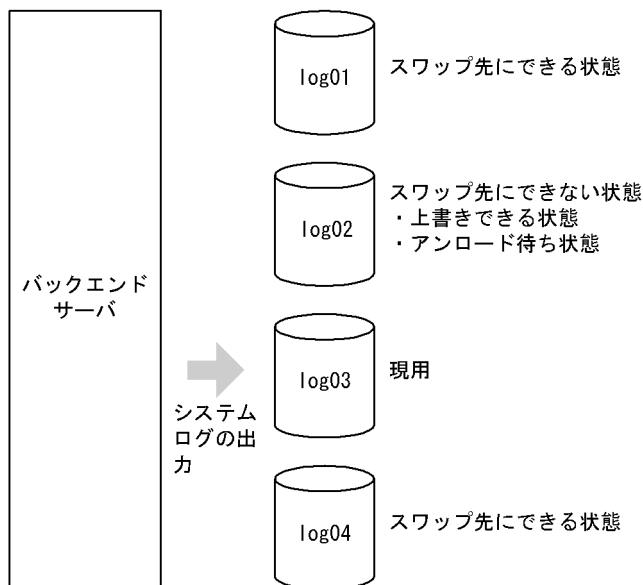 log01
スワップ先にできる状態
log02
スワップ先にできない状態
・上書きできる状態
・アンロード待ち状態
バックエンド
サーバ
log03
現用
システム
ログの出
力
log04
スワップ先にできる状態